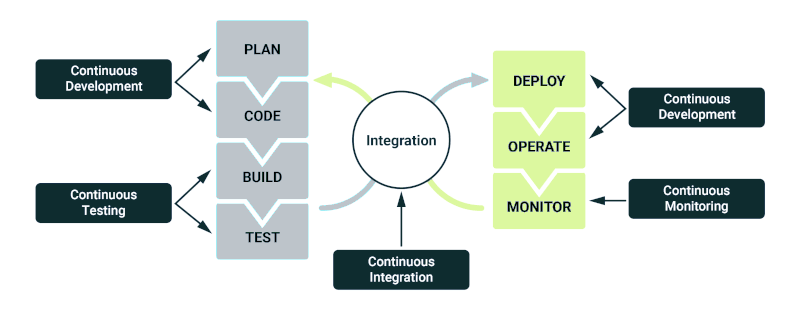 Continuous
Development
PLAN
CODE
Continuous
Testing
BUILD
TEST
Integration
Continuous
Integration
DEPLOY
OPERATE
MONITOR
Continuous
Development
Continuous
Monitoring